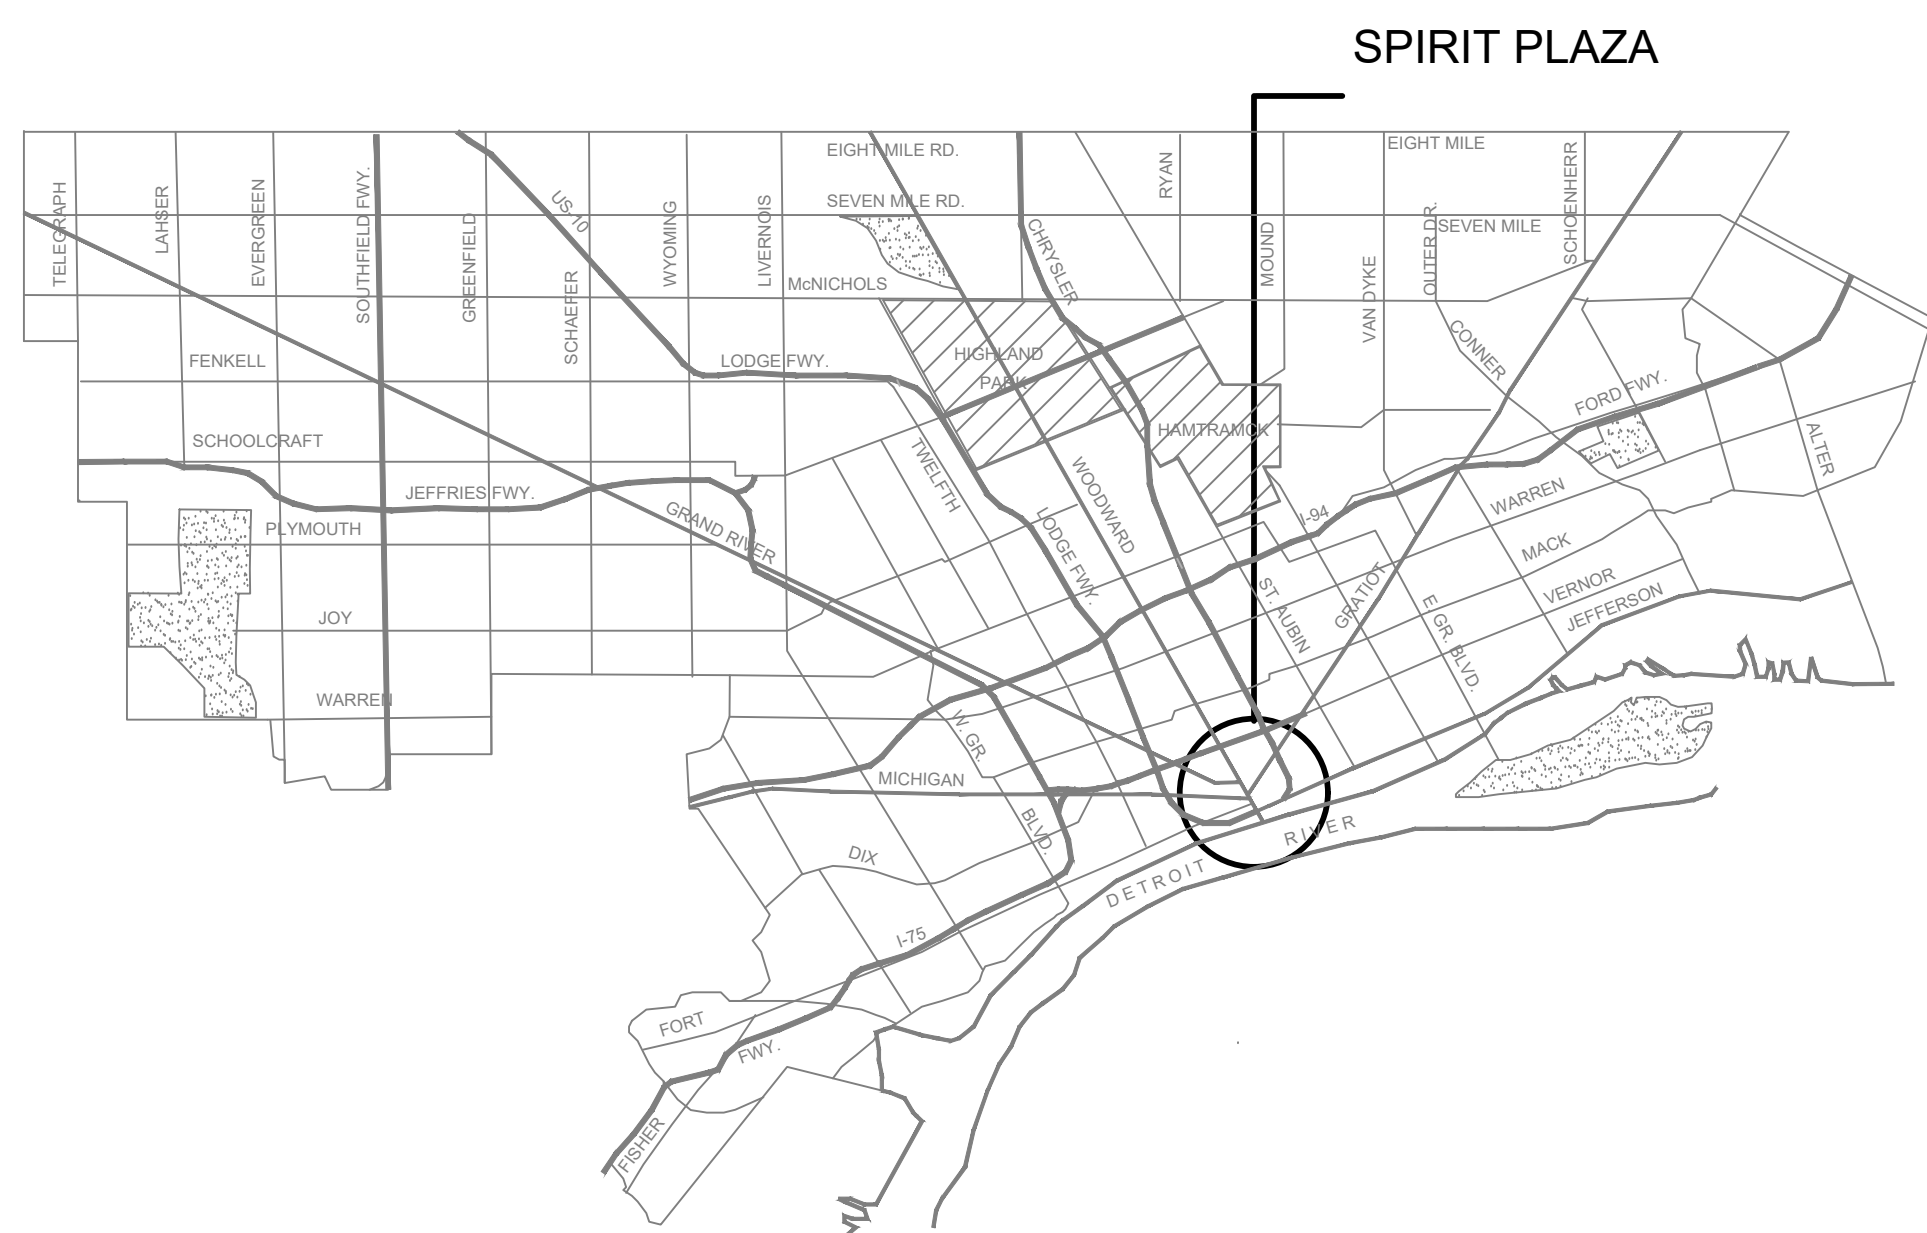 SPIRIT PLAZA
EIGHT MILE RD.
EIGHT MILE
SEVEN MILE RD.
SEVEN MILE
TELEGRAPH
LAHSER
EVERGREEN
SOUTHFIELD FWY.
GREENFIELD
US-10
SCHAEFER
WYOMING
LIVERNOIS
McNICHOLS
CHRYSLER
RYAN
MOUND
VAN DYKE
OUTER DR.
SCHOENHERR
CONNER
FENKELL
LODGE FWY.
HIGHLAND
PARK
FORD FWY.
SCHOOLCRAFT
HAMTRAMCK
ALTER
TWELFTH
WOODWARD
JEFFRIES FWY.
GRAND RIVER
LODGE FWY.
I-94
WARREN
PLYMOUTH
MACK
VERNOR
JEFFERSON
JOY
ST. AUBIN
GRATIOT
E. GR. BLVD.
WARREN
W. GR.
BLVD.
MICHIGAN
DIX
DETROIT
RIVER
I-75
FORT
FWY.
FISHER